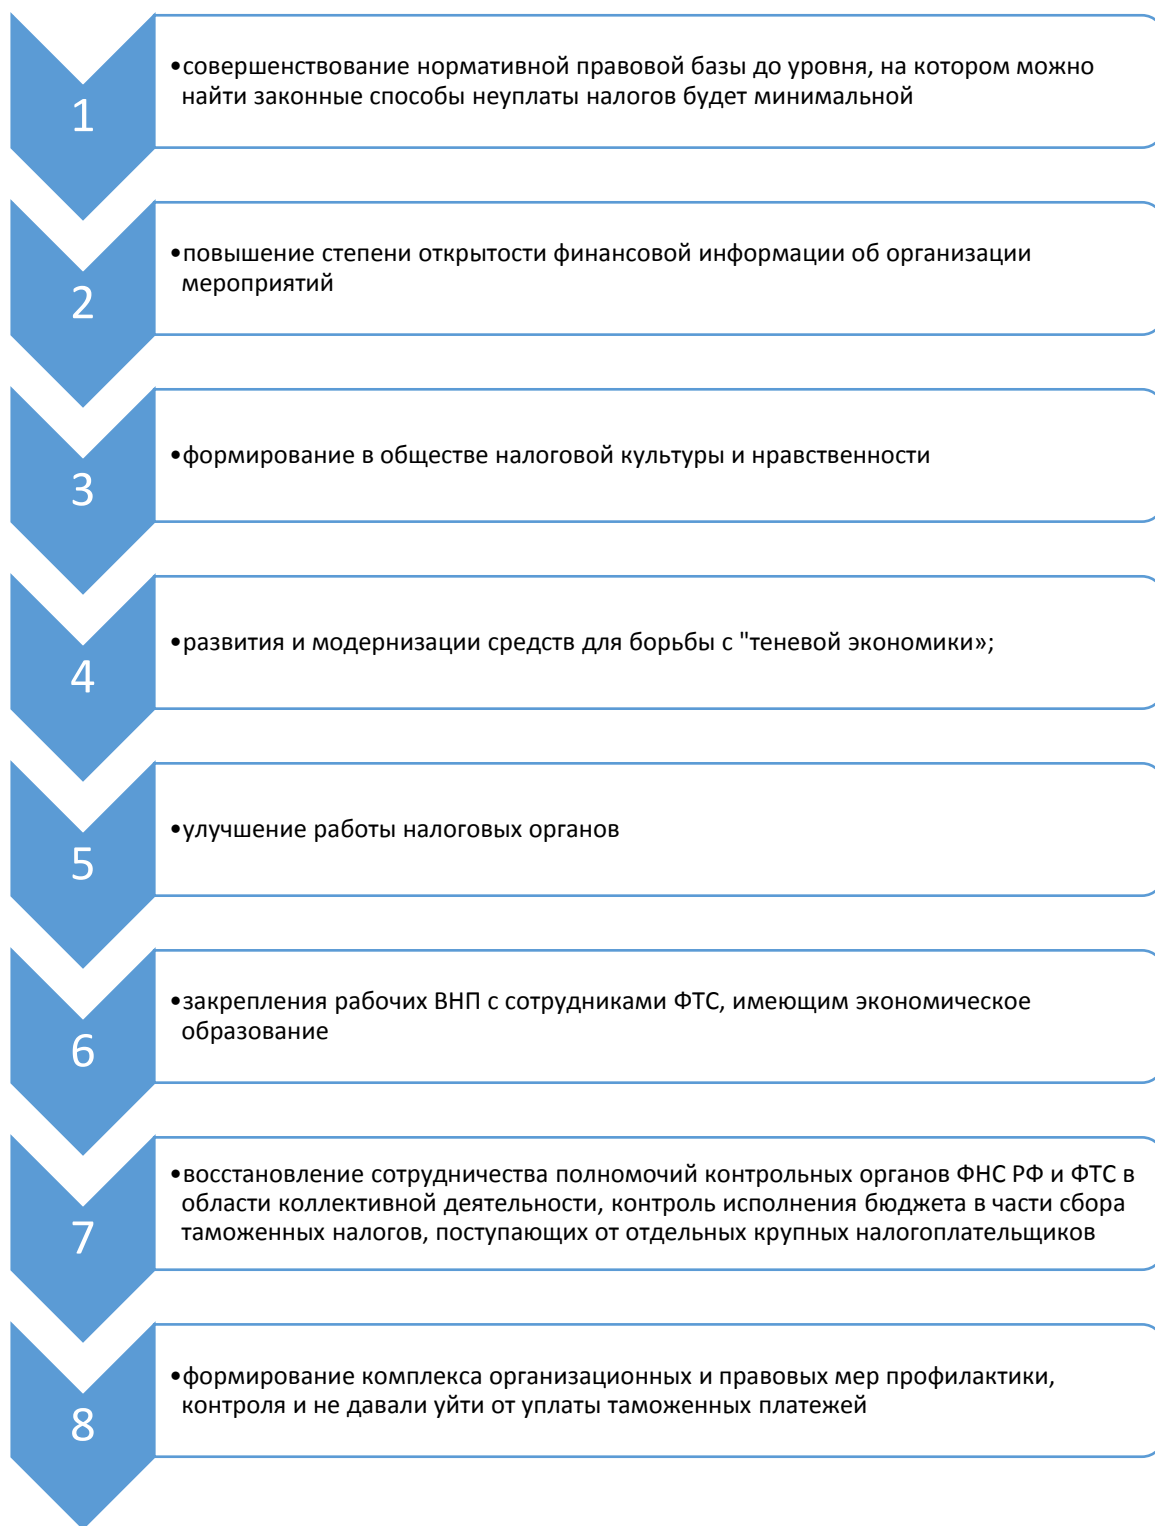 1
•совершенствование нормативной правовой базы до уровня, на котором можно
найти законные способы неуплаты налогов будет минимальной
2
•повышение степени открытости финансовой информации об организации
мероприятий
3
•формирование в обществе налоговой культуры и нравственности
4
•развития и модернизации средств для борьбы с "теневой экономики»;
5
•улучшение работы налоговых органов
6
•закрепления рабочих ВНП с сотрудниками ФТС, имеющим экономическое
образование
7
•восстановление сотрудничества полномочий контрольных органов ФНС РФ и ФТС в
области коллективной деятельности, контроль исполнения бюджета в части сбора
таможенных налогов, поступающих от отдельных крупных налогоплательщиков
8
•формирование комплекса организационных и правовых мер профилактики,
контроля и не давали уйти от уплаты таможенных платежей